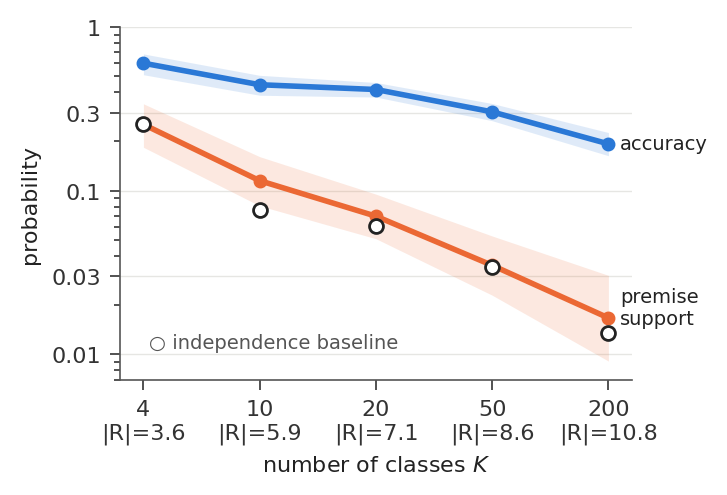 1
0.3
0.1
0.03
0.01
probability
accuracy
premise
support
○ independence baseline
4 10 20 50 200
|R|=3.6 |R|=5.9 |R|=7.1 |R|=8.6 |R|=10.8
number of classes K